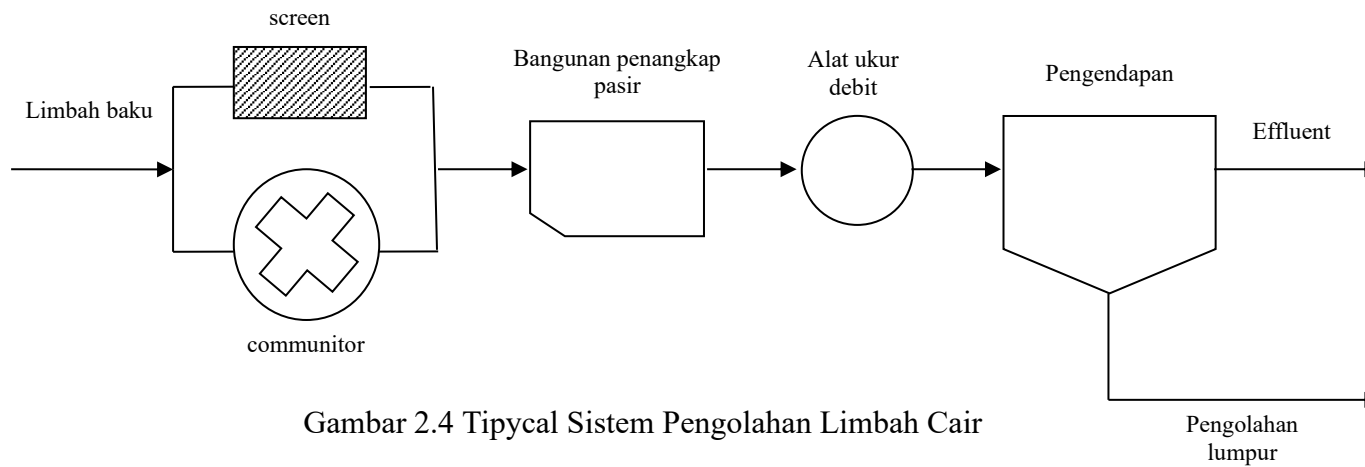 screen
Limbah baku
communitor
Bangunan penangkap
pasir
Alat ukur
debit
Pengendapan
Effluent
Pengolahan
lumpur
Gambar 2.4 Tipycal Sistem Pengolahan Limbah Cair